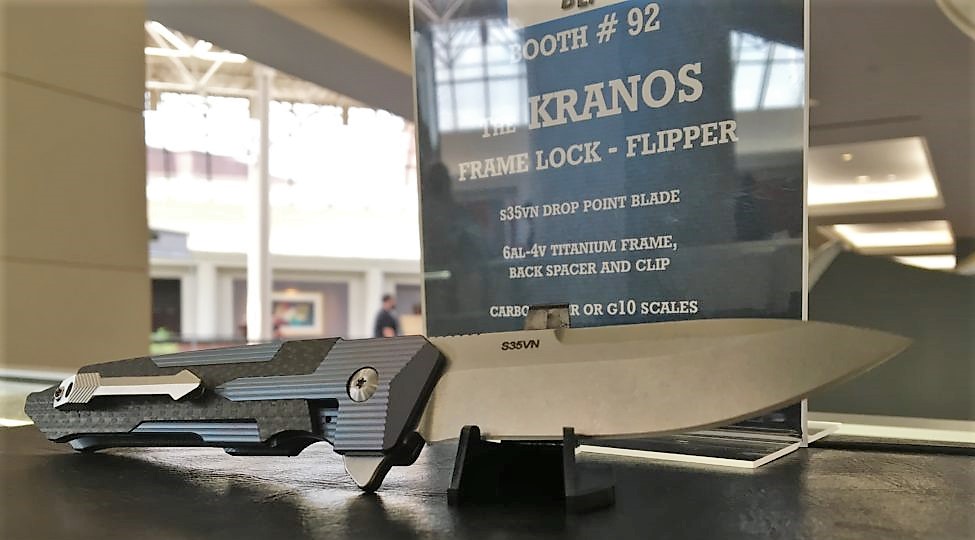 BOOTH # 92
THE KRANOS
FRAME LOCK - FLIPPER
S35VN DROP POINT BLADE
6AL-4V TITANIUM FRAME,
BACK SPACER AND CLIP
OR G10 SCALES
S35VN